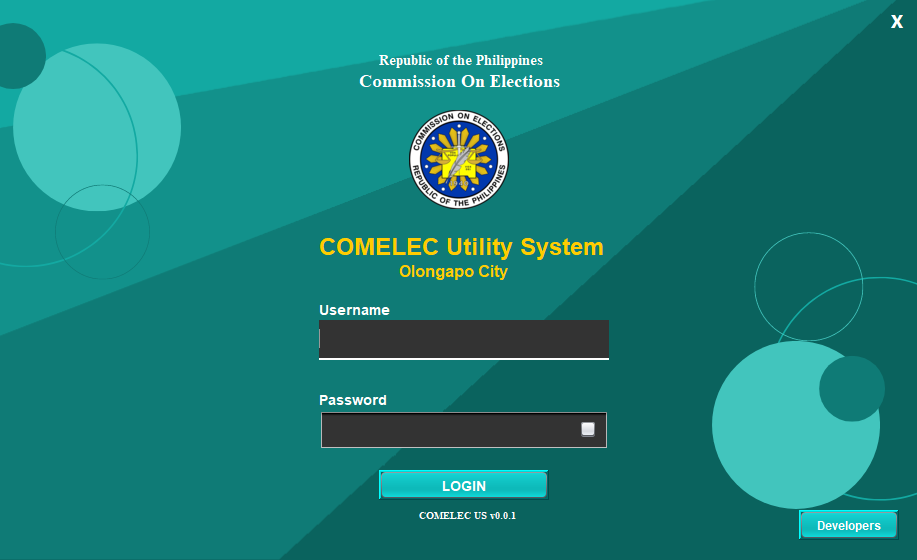 X
Republic of the Philippines
Commission On Elections
COMMISSION ON ELECTIONS
REPUBLIC OF THE PHILIPPINES
COMELEC Utility System
Olongapo City
Username
Password
LOGIN
COMELEC US v0.0.1
Developers